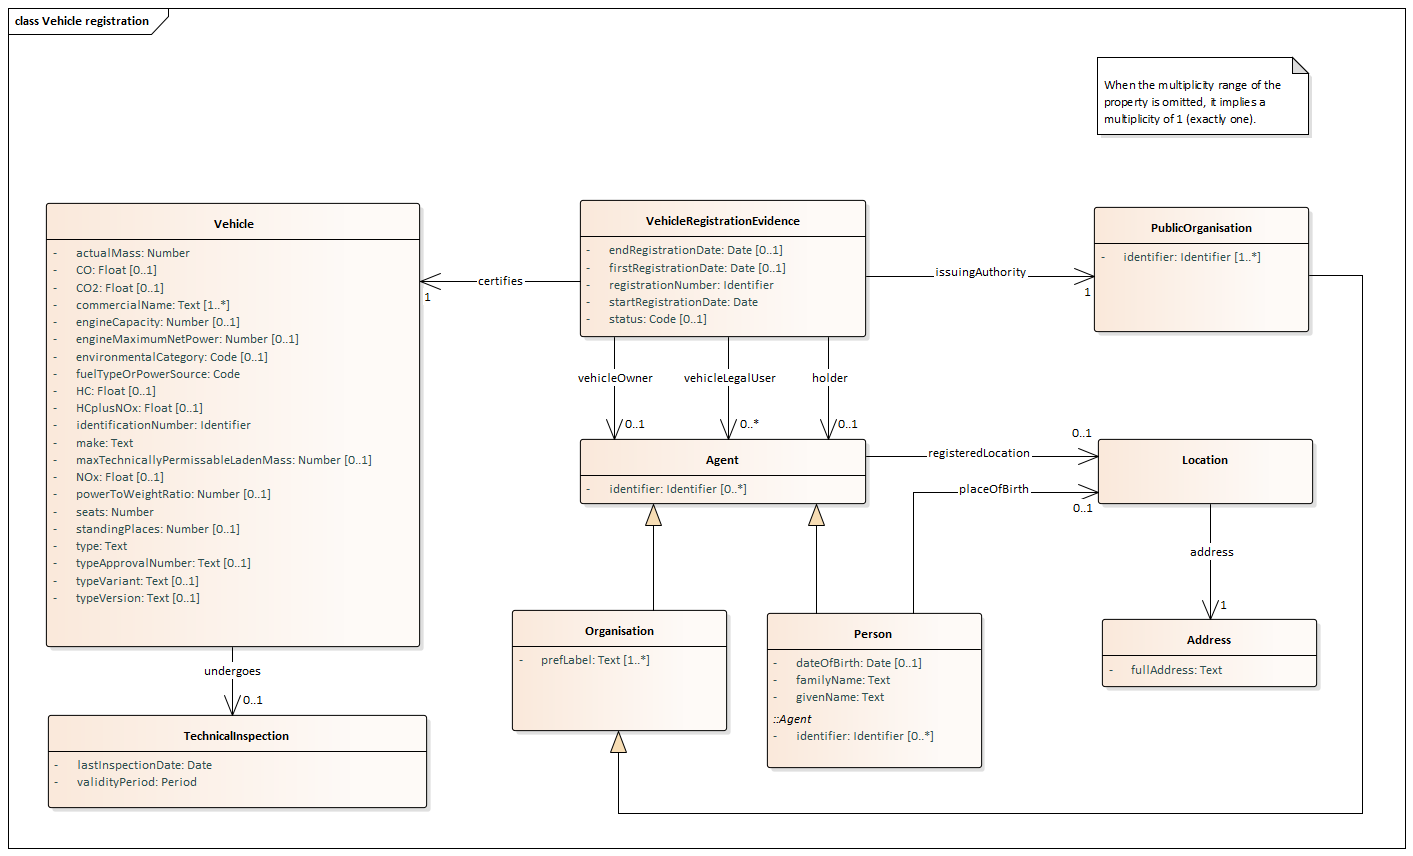 class Vehicle registration
When the multiplicity range of the
property is omitted, it implies a
multiplicity of 1 (exactly one).
Vehicle
- actualMass: Number
- CO: Float [0..1]
- CO2: Float [0..1]
- commercialName: Text [1..*]
- engineCapacity: Number [0..1]
- engineMaximumNetPower: Number [0..1]
- environmentalCategory: Code [0..1]
- fuelTypeOrPowerSource: Code
- HC: Float [0..1]
- HCplusNOx: Float [0..1]
- identificationNumber: Identifier
- make: Text
- maxTechnicallyPermissableLadenMass: Number [0..1]
- NOx: Float [0..1]
- powerToWeightRatio: Number [0..1]
- seats: Number
- standingPlaces: Number [0..1]
- type: Text
- typeApprovalNumber: Text [0..1]
- typeVariant: Text [0..1]
- typeVersion: Text [0..1]
certifies
1
VehicleRegistrationEvidence
- endRegistrationDate: Date [0..1]
- firstRegistrationDate: Date [0..1]
- registrationNumber: Identifier
- startRegistrationDate: Date
- status: Code [0..1]
issuingAuthority
1
PublicOrganisation
- identifier: Identifier [1..*]
vehicleOwner
0..1
vehicleLegalUser
0..*
holder
0..1
Agent
- identifier: Identifier [0..*]
registeredLocation
0..1
placeOfBirth
0..1
Location
address
1
Address
- fullAddress: Text
Organisation
- prefLabel: Text [1..*]
Person
- dateOfBirth: Date [0..1]
- familyName: Text
- givenName: Text
::Agent
- identifier: Identifier [0..*]
undergoes
0..1
TechnicalInspection
- lastInspectionDate: Date
- validityPeriod: Period